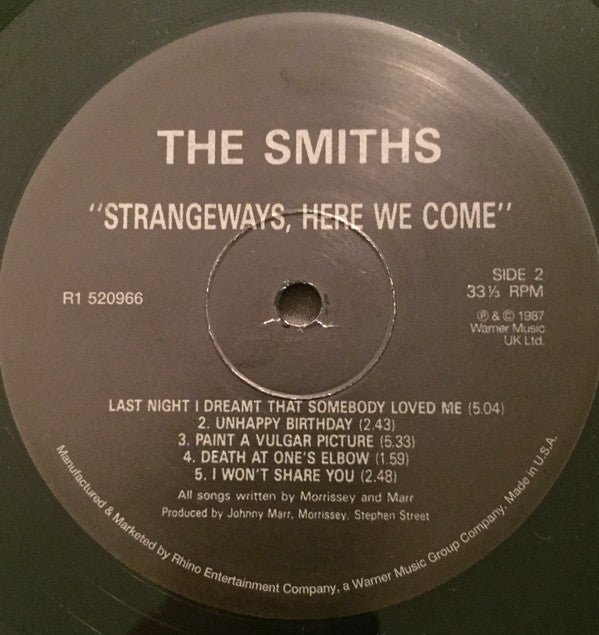 THE SMITHS
"STRANGEWAYS, HERE WE COME"
R1 520966
SIDE 2
33⅓ RPM
℗ & © 1987
Warner Music
UK Ltd.
LAST NIGHT I DREAMT THAT SOMEBODY LOVED ME (5.04)
2. UNHAPPY BIRTHDAY (2.43)
3. PAINT A VULGAR PICTURE (5.33)
4. DEATH AT ONE'S ELBOW (1.59)
5. I WON'T SHARE YOU (2.48)
All songs written by Morrissey and Marr
Produced by Johnny Marr, Morrissey, Stephen Street
Manufactured & Marketed by Rhino Entertainment Company, a Warner Music Group Company, Made in U.S.A.